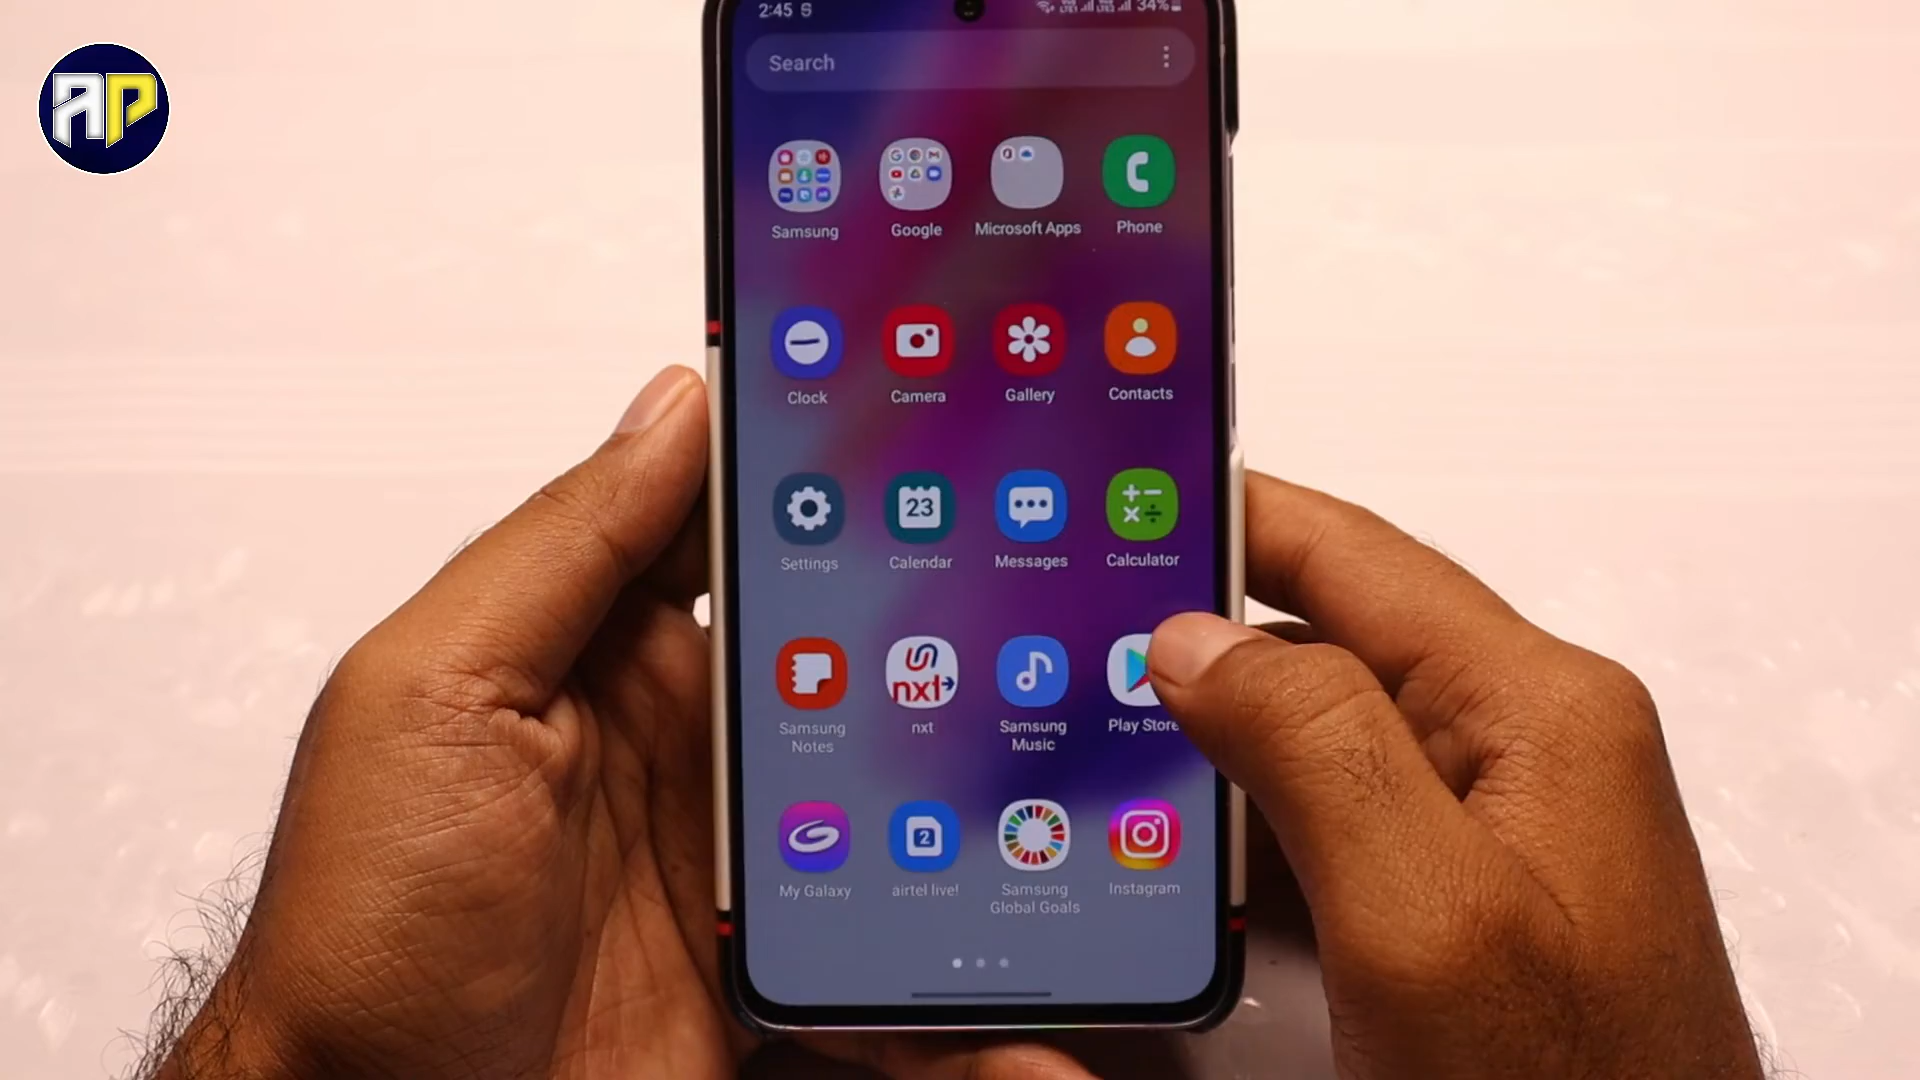 AP
2:45
34%
Search
Samsung
Google
Microsoft Apps
Phone
Clock
Camera
Gallery
Contacts
23
Settings
Calendar
Messages
Calculator
nxt
Samsung
Notes
nxt
Samsung
Music
Play Store
2
My Galaxy
airtel live!
Samsung
Global Goals
Instagram